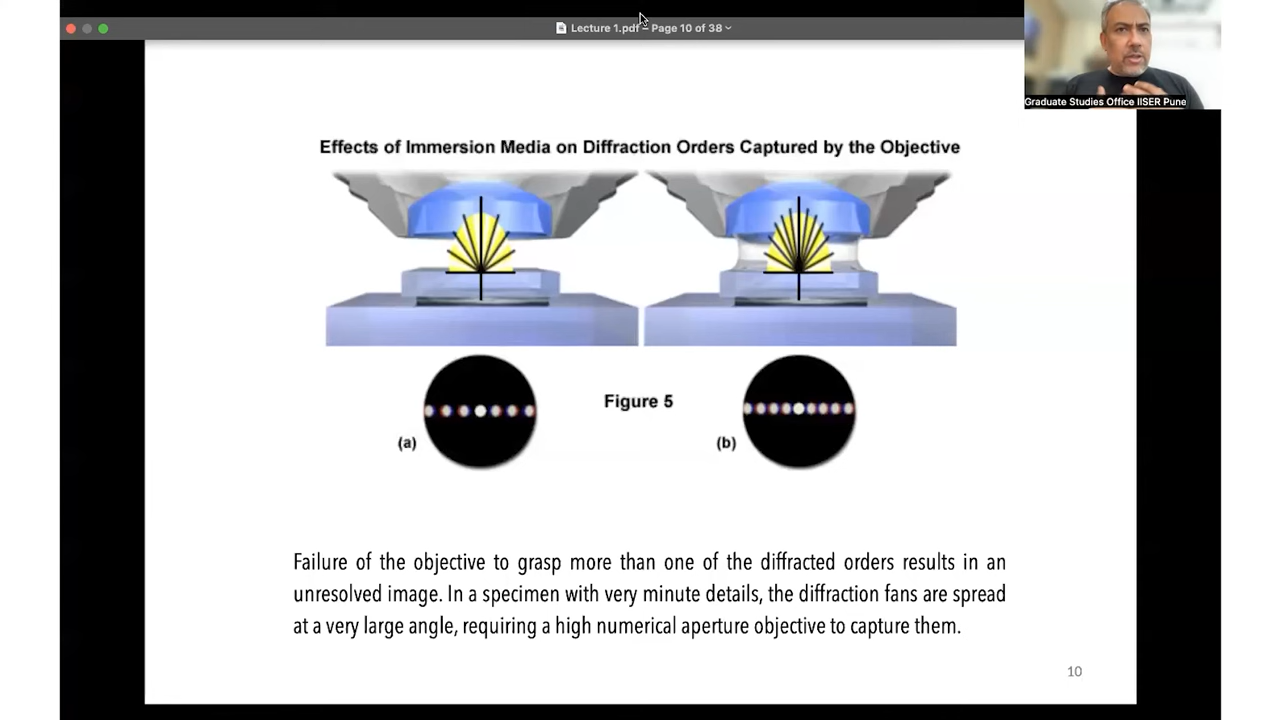 Lecture 1.pdf – Page 10 of 38
Graduate Studies Office IISER Pune
Effects of Immersion Media on Diffraction Orders Captured by the Objective
Figure 5
(a)
(b)
Failure of the objective to grasp more than one of the diffracted orders results in an
unresolved image. In a specimen with very minute details, the diffraction fans are spread
at a very large angle, requiring a high numerical aperture objective to capture them.
10